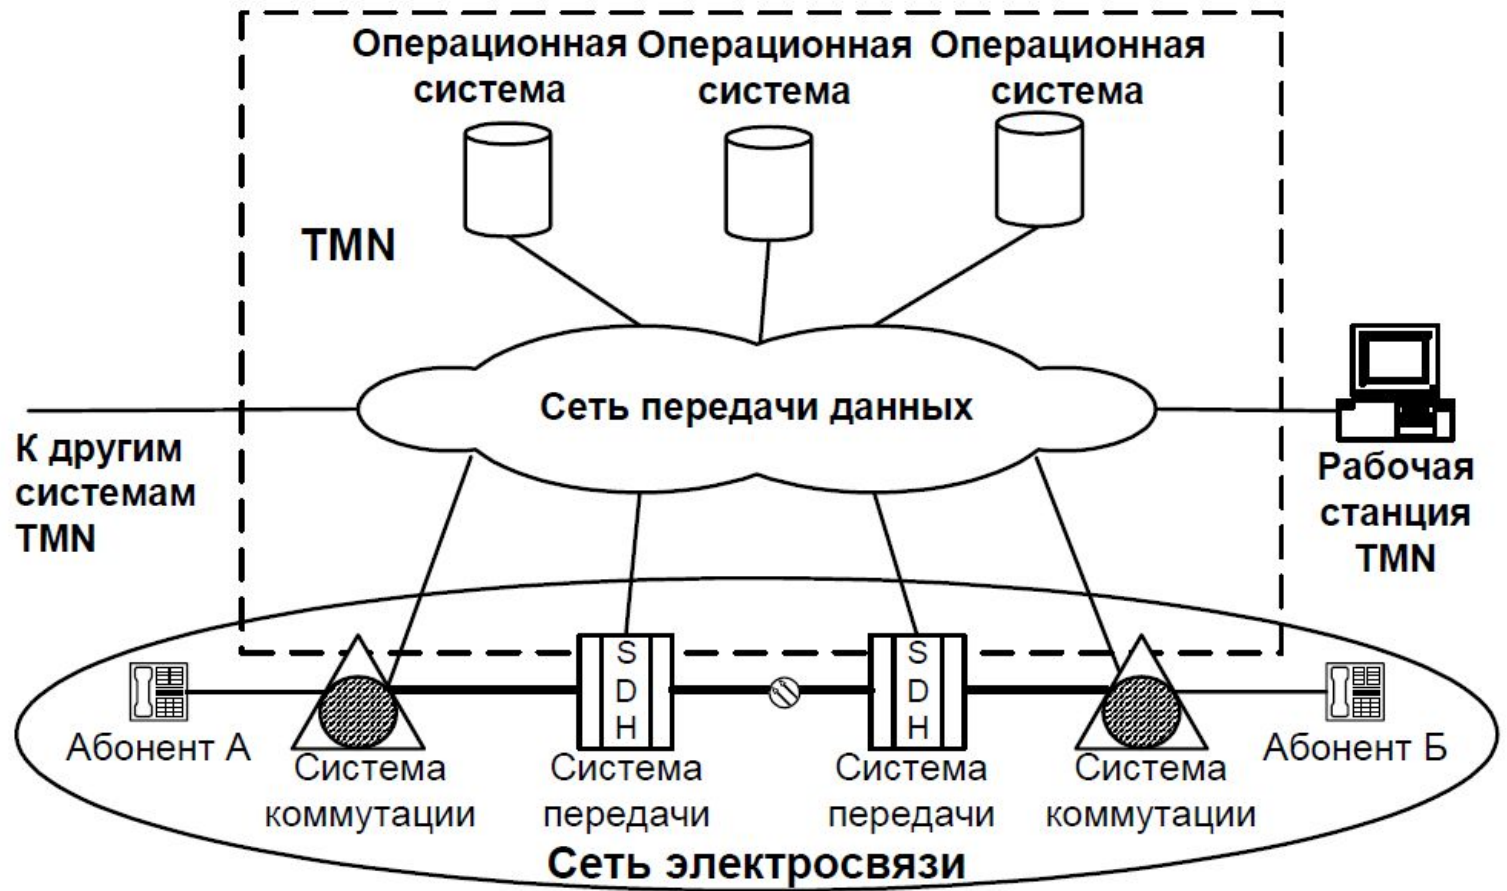 Операционная
система
Операционная
система
Операционная
система
TMN
Сеть передачи данных
К другим
системам
TMN
Рабочая
станция
TMN
S
D
H
S
D
H
Абонент А
Система
коммутации
Система
передачи
Система
передачи
Система
коммутации
Абонент Б
Сеть электросвязи